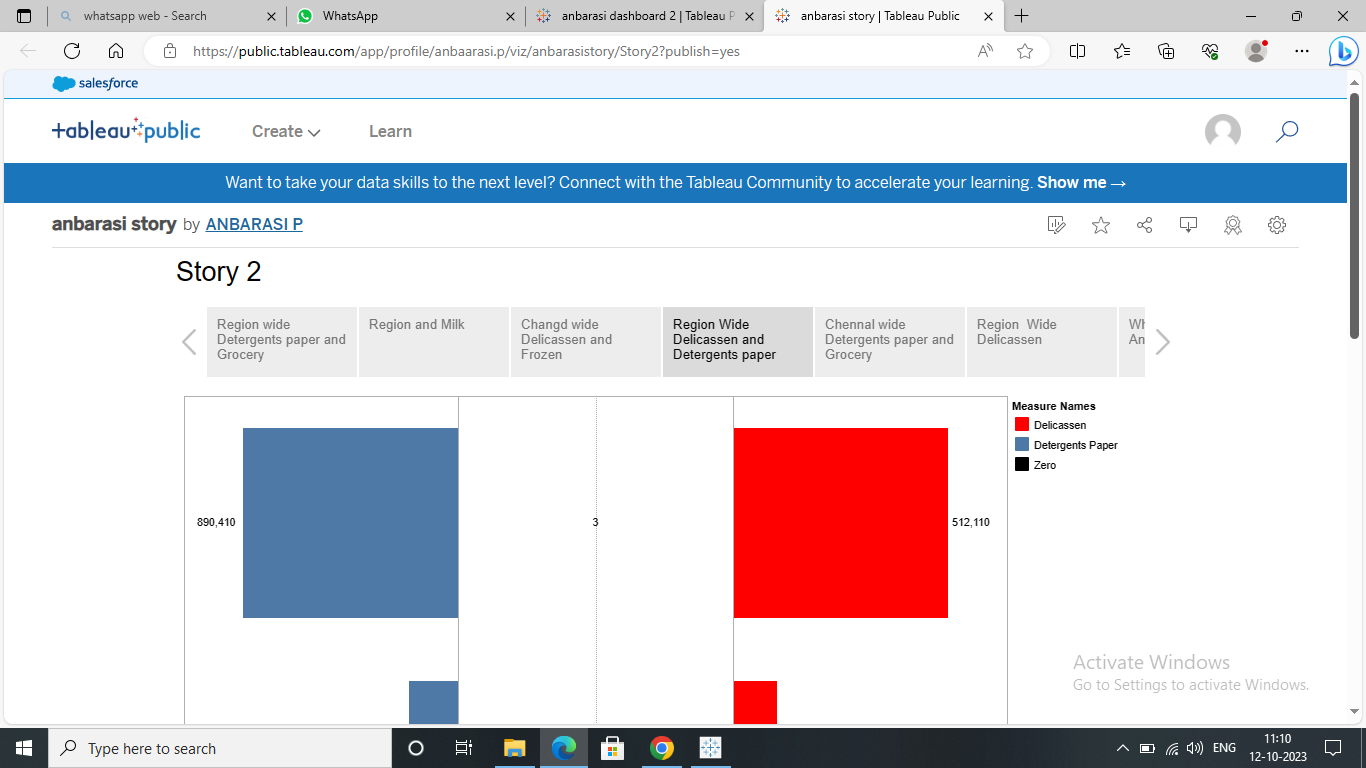 whatsapp web - Search
WhatsApp
anbarasi dashboard 2 | Tableau P
anbarasi story | Tableau Public
https://public.tableau.com/app/profile/anbaarasi.p/viz/anbarasistory/Story2?publish=yes
salesforce
+ableau public
Create
Learn
Want to take your data skills to the next level? Connect with the Tableau Community to accelerate your learning. Show me →
anbarasi story by ANBARASI P
Story 2
Region wide
Detergents paper and
Grocery
Region and Milk
Changd wide
Delicassen and
Frozen
Region Wide
Delicassen and
Detergents paper
Chennal wide
Detergents paper and
Grocery
Region Wide
Delicassen
Wh
An
Measure Names
Delicassen
Detergents Paper
Zero
890,410
3
512,110
Activate Windows
Go to Settings to activate Windows.
Type here to search
ENG
11:10
12-10-2023